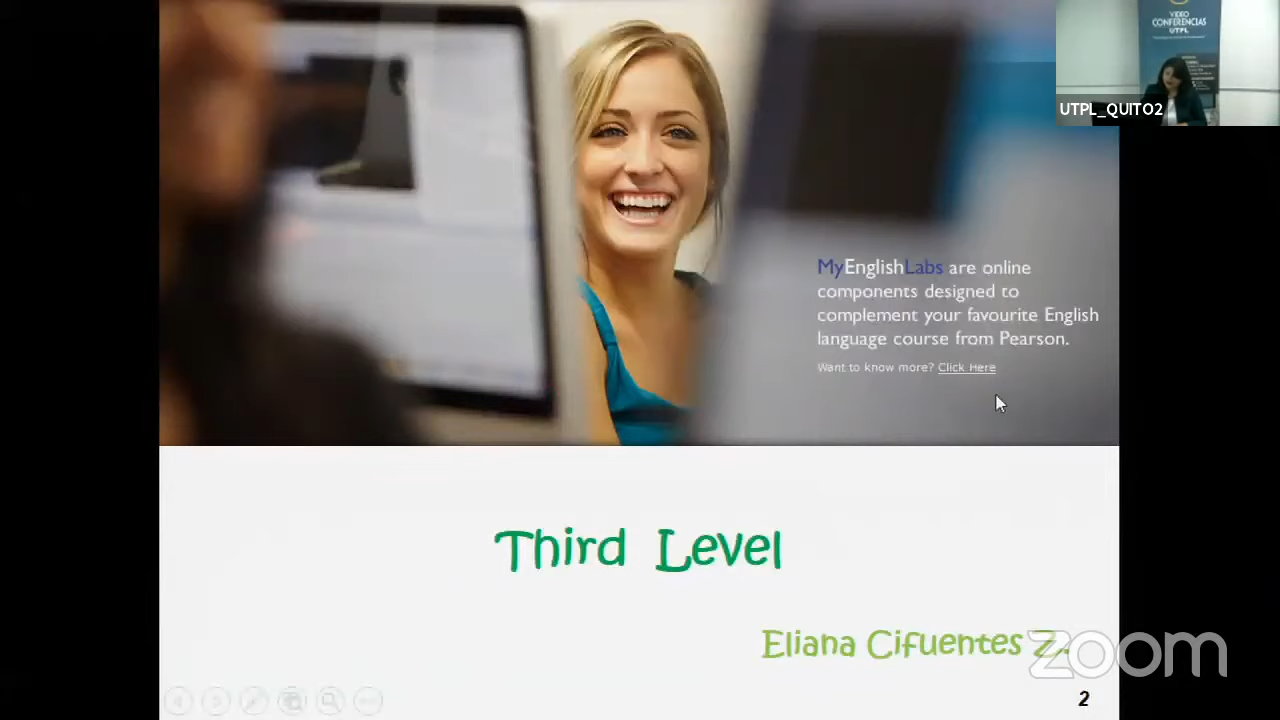 VIDEO
CONFERENCIAS
UTPL
UTPL_QUITO2
MyEnglishLabs are online
components designed to
complement your favourite English
language course from Pearson.
Want to know more? Click Here
Third Level
Eliana Cifuentes Z.
zoom
2